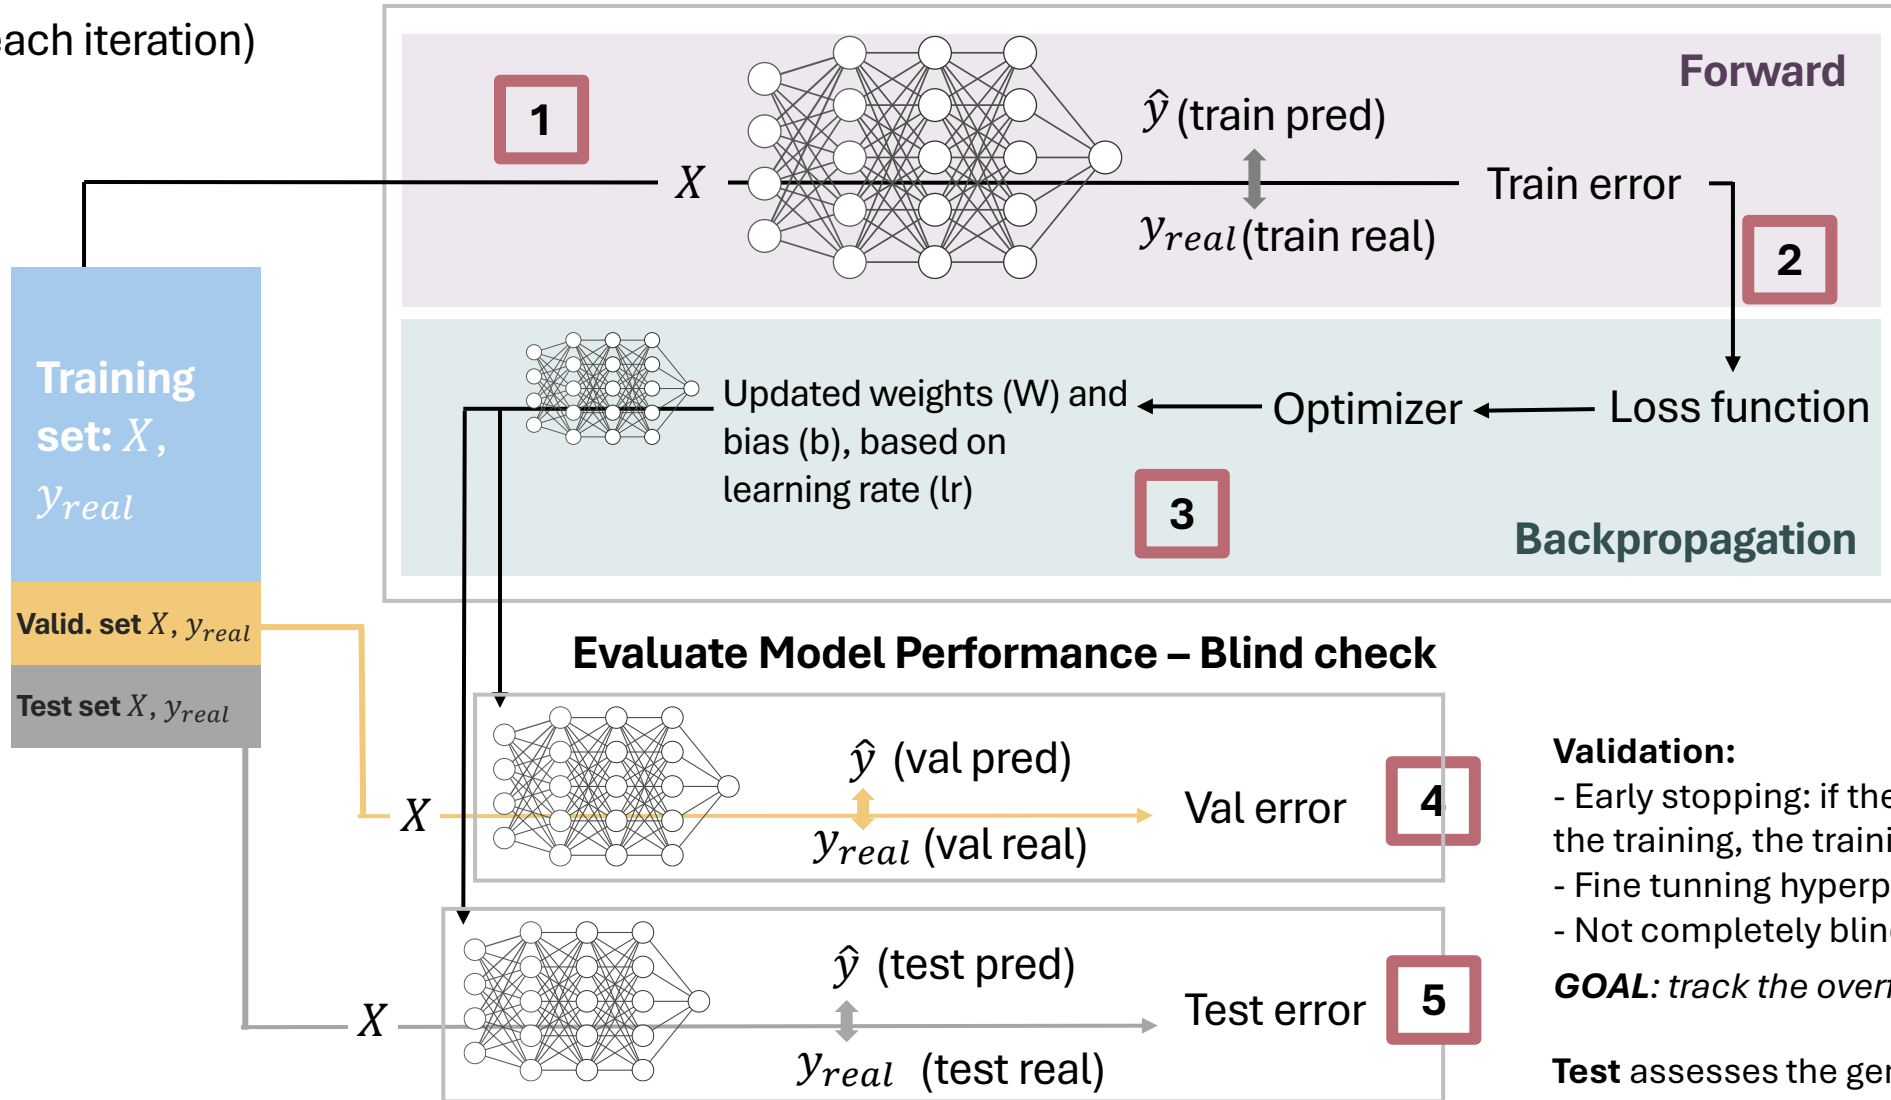 each iteration)
Forward
1
ŷ (train pred)
X
Train error
y_real (train real)
2
Training
set: X,
y_real
Updated weights (W) and
bias (b), based on
learning rate (lr)
Optimizer
Loss function
3
Backpropagation
Valid. set X, y_real
Test set X, y_real
Evaluate Model Performance – Blind check
X
ŷ (val pred)
y_real (val real)
Val error
4
X
ŷ (test pred)
y_real (test real)
Test error
5
Validation:
- Early stopping: if the
the training, the traini
- Fine tunning hyperp
- Not completely blin
GOAL: track the over
Test assesses the ge